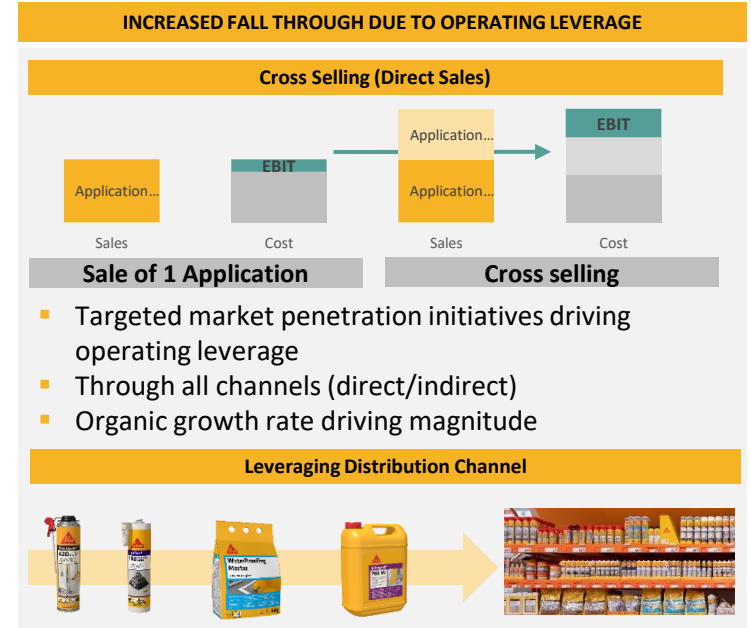 INCREASED FALL THROUGH DUE TO OPERATING LEVERAGE
Cross Selling (Direct Sales)
Application...
EBIT
Application...
Application...
EBIT
Sales
Cost
Sales
Cost
Sale of 1 Application
Cross selling
Targeted market penetration initiatives driving
operating leverage
Through all channels (direct/indirect)
Organic growth rate driving magnitude
Leveraging Distribution Channel
WaterProofing
Mortar